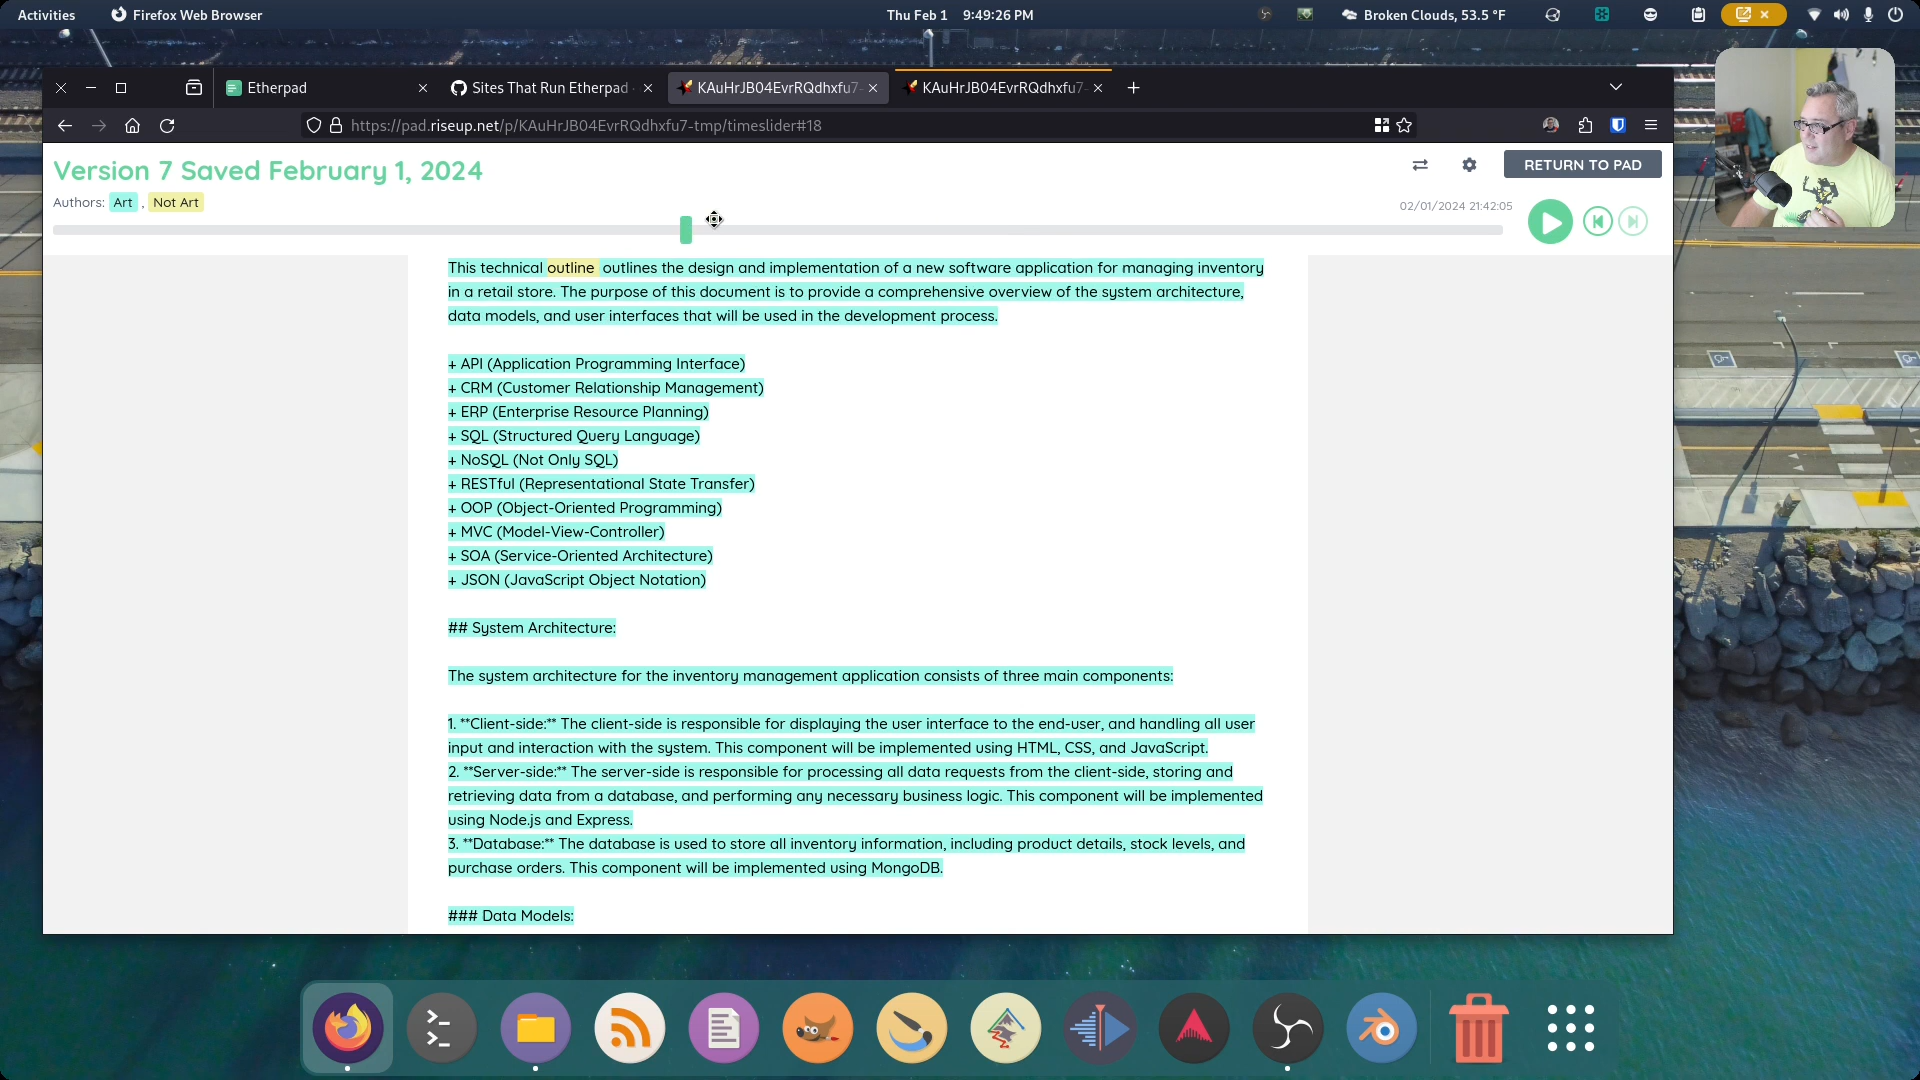 Activities
Firefox Web Browser
Thu Feb 1 9:49:26 PM
Broken Clouds, 53.5 °F
Etherpad
Sites That Run Etherpad
KAuHrJB04EvrRQdhxfu7-
KAuHrJB04EvrRQdhxfu7-
https://pad.riseup.net/p/KAuHrJB04EvrRQdhxfu7-tmp/timeslider#18
Version 7 Saved February 1, 2024
RETURN TO PAD
Authors: Art , Not Art
02/01/2024 21:42:05
This technical outline outlines the design and implementation of a new software application for managing inventory
in a retail store. The purpose of this document is to provide a comprehensive overview of the system architecture,
data models, and user interfaces that will be used in the development process.
+ API (Application Programming Interface)
+ CRM (Customer Relationship Management)
+ ERP (Enterprise Resource Planning)
+ SQL (Structured Query Language)
+ NoSQL (Not Only SQL)
+ RESTful (Representational State Transfer)
+ OOP (Object-Oriented Programming)
+ MVC (Model-View-Controller)
+ SOA (Service-Oriented Architecture)
+ JSON (JavaScript Object Notation)
## System Architecture:
The system architecture for the inventory management application consists of three main components:
1. **Client-side:** The client-side is responsible for displaying the user interface to the end-user, and handling all user
input and interaction with the system. This component will be implemented using HTML, CSS, and JavaScript.
2. **Server-side:** The server-side is responsible for processing all data requests from the client-side, storing and
retrieving data from a database, and performing any necessary business logic. This component will be implemented
using Node.js and Express.
3. **Database:** The database is used to store all inventory information, including product details, stock levels, and
purchase orders. This component will be implemented using MongoDB.
### Data Models: